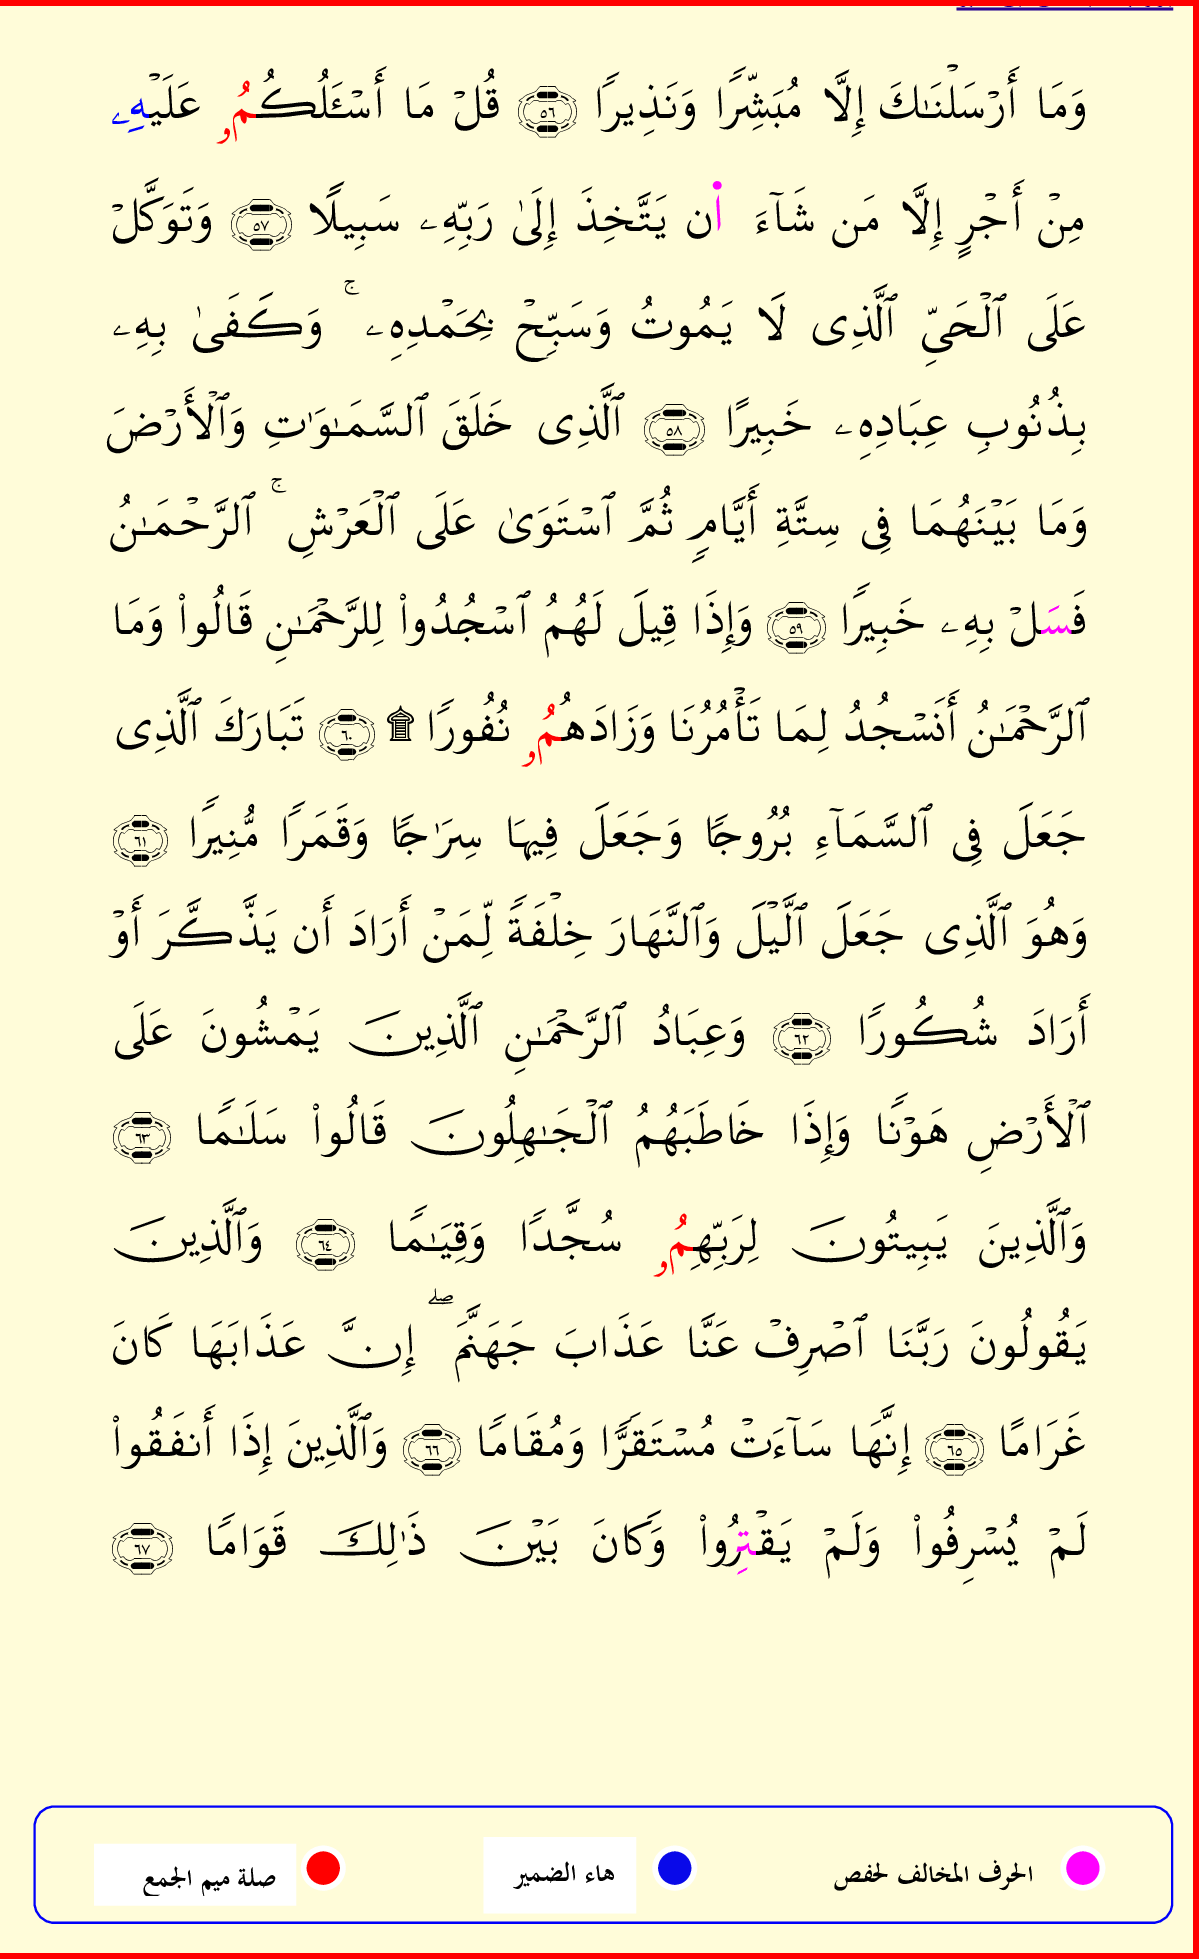 وَمَا أَرۡسَلۡنَـٰكَ إِلَّا مُبَشِّرًا وَنَذِيرًا ٥٦ قُلۡ مَا أَسۡـَٔلُكُمُۥ عَلَيۡهِۦ
مِنۡ أَجۡرٍ إِلَّا مَن شَآءَ ا۬ن يَتَّخِذَ إِلَىٰ رَبِّهِۦ سَبِيلًا ٥٧ وَتَوَكَّلۡ
عَلَى ٱلۡحَيِّ ٱلَّذِى لَا يَمُوتُ وَسَبِّحۡ بِحَمۡدِهِۦ ۚ وَكَفَىٰ بِهِۦ
بِذُنُوبِ عِبَادِهِۦ خَبِيرًا ٥٨ ٱلَّذِى خَلَقَ ٱلسَّمَـٰوَٰتِ وَٱلۡأَرۡضَ
وَمَا بَيۡنَهُمَا فِى سِتَّةِ أَيَّامٍ ثُمَّ ٱسۡتَوَىٰ عَلَى ٱلۡعَرۡشِ ۚ ٱلرَّحۡمَـٰنُ
فَسَلۡ بِهِۦ خَبِيرًا ٥٩ وَإِذَا قِيلَ لَهُمُ ٱسۡجُدُوا۟ لِلرَّحۡمَـٰنِ قَالُوا۟ وَمَا
ٱلرَّحۡمَـٰنُ أَنَسۡجُدُ لِمَا تَأۡمُرُنَا وَزَادَهُمُۥ نُفُورًا ۩ ٦٠ تَبَارَكَ ٱلَّذِى
جَعَلَ فِى ٱلسَّمَآءِ بُرُوجًا وَجَعَلَ فِيهَا سِرَٰجًا وَقَمَرًا مُّنِيرًا ٦١
وَهُوَ ٱلَّذِى جَعَلَ ٱلَّيۡلَ وَٱلنَّهَارَ خِلۡفَةً لِّمَنۡ أَرَادَ أَن يَذَّكَّرَ أَوۡ
أَرَادَ شُكُورًا ٦٢ وَعِبَادُ ٱلرَّحۡمَـٰنِ ٱلَّذِينَ يَمۡشُونَ عَلَى
ٱلۡأَرۡضِ هَوۡنًا وَإِذَا خَاطَبَهُمُ ٱلۡجَـٰهِلُونَ قَالُوا۟ سَلَـٰمًا ٦٣
وَٱلَّذِينَ يَبِيتُونَ لِرَبِّهِمُۥ سُجَّدًا وَقِيَـٰمًا ٦٤ وَٱلَّذِينَ
يَقُولُونَ رَبَّنَا ٱصۡرِفۡ عَنَّا عَذَابَ جَهَنَّمَ ۖ إِنَّ عَذَابَهَا كَانَ
غَرَامًا ٦٥ إِنَّهَا سَآءَتۡ مُسۡتَقَرًّا وَمُقَامًا ٦٦ وَٱلَّذِينَ إِذَا أَنفَقُوا۟
لَمۡ يُسۡرِفُوا۟ وَلَمۡ يَقۡتِرُوا۟ وَكَانَ بَيۡنَ ذَٰلِكَ قَوَامًا ٦٧
الحرف المخالف لحفص هاء الضمير صلة ميم الجمع